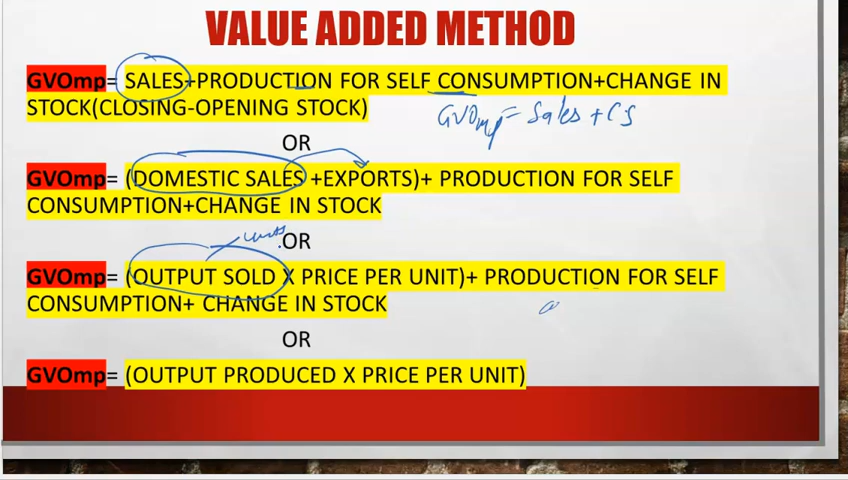 VALUE ADDED METHOD
GVOmp= SALES+PRODUCTION FOR SELF CONSUMPTION+CHANGE IN
STOCK(CLOSING-OPENING STOCK)
GVOmp = Sales + CS
OR
GVOmp= (DOMESTIC SALES +EXPORTS)+ PRODUCTION FOR SELF
CONSUMPTION+CHANGE IN STOCK
units
OR
GVOmp= (OUTPUT SOLD X PRICE PER UNIT)+ PRODUCTION FOR SELF
CONSUMPTION+ CHANGE IN STOCK
OR
GVOmp= (OUTPUT PRODUCED X PRICE PER UNIT)